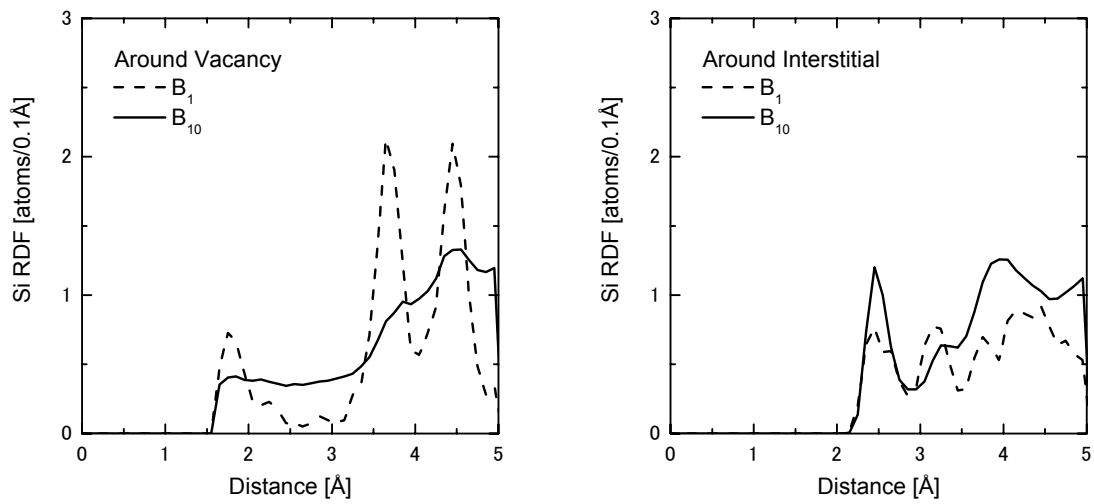 Around Vacancy
B1
B10
Si RDF [atoms/0.1Å]
3
2
1
0
0 1 2 3 4 5
Distance [Å]
Around Interstitial
B1
B10
Si RDF [atoms/0.1Å]
3
2
1
0
0 1 2 3 4 5
Distance [Å]